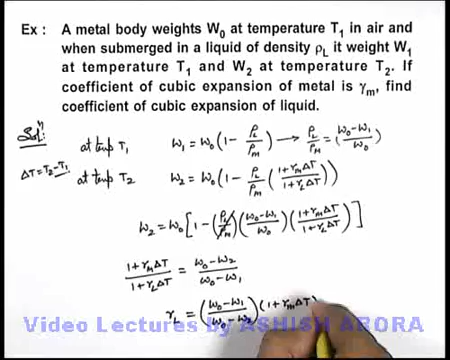 Ex : A metal body weights W₀ at temperature T₁ in air and
when submerged in a liquid of density ρL it weight W₁
at temperature T₁ and W₂ at temperature T₂. If
coefficient of cubic expansion of metal is γm, find
coefficient of cubic expansion of liquid.
Solⁿ at temp T₁ W₁ = W₀(1 - ρL/ρM) → ρL/ρM = (W₀-W₁/W₀)
ΔT = T₂-T₁ at temp T₂ W₂ = W₀(1 - ρL/ρM (1+γMΔT/1+γLΔT))
W₂ = W₀[1 - (ρL/ρM)(W₀-W₁/W₀)(1+γMΔT/1+γLΔT)]
1+γMΔT/1+γLΔT = W₀-W₂/W₀-W₁
γL = (W₀-W₁/W₀-W₂)(1+γMΔT)
Video Lectures by ASHISH ARORA